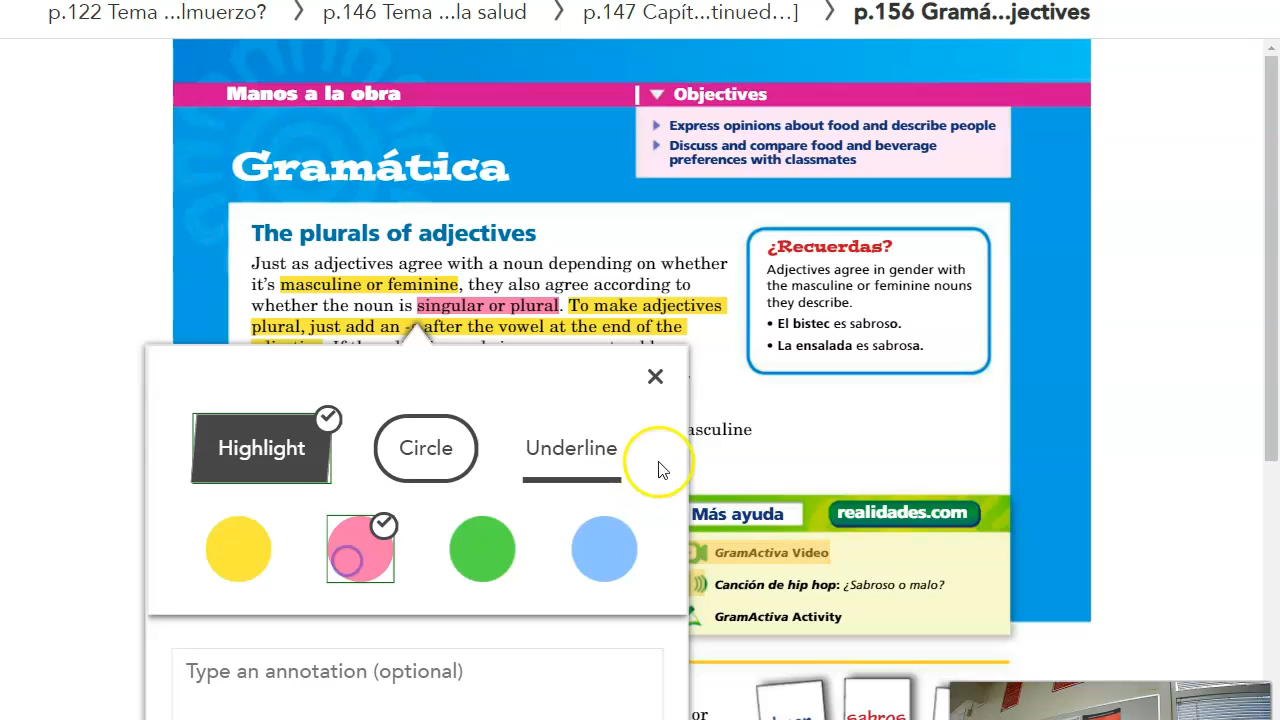 p.122 Tema ...lmuerzo? p.146 Tema ...la salud p.147 Capít...tinued...] p.156 Gramá...jectives
Manos a la obra
Objectives
Express opinions about food and describe people
Discuss and compare food and beverage
preferences with classmates
Gramática
The plurals of adjectives
Just as adjectives agree with a noun depending on whether
it's masculine or feminine, they also agree according to
whether the noun is singular or plural. To make adjectives
plural, just add an after the vowel at the end of the
¿Recuerdas?
Adjectives agree in gender with
the masculine or feminine nouns
they describe.
• El bistec es sabroso.
• La ensalada es sabrosa.
Highlight Circle Underline
Type an annotation (optional)
Más ayuda realidades.com
GramActiva Video
Canción de hip hop: ¿Sabroso o malo?
GramActiva Activity
or
sabros